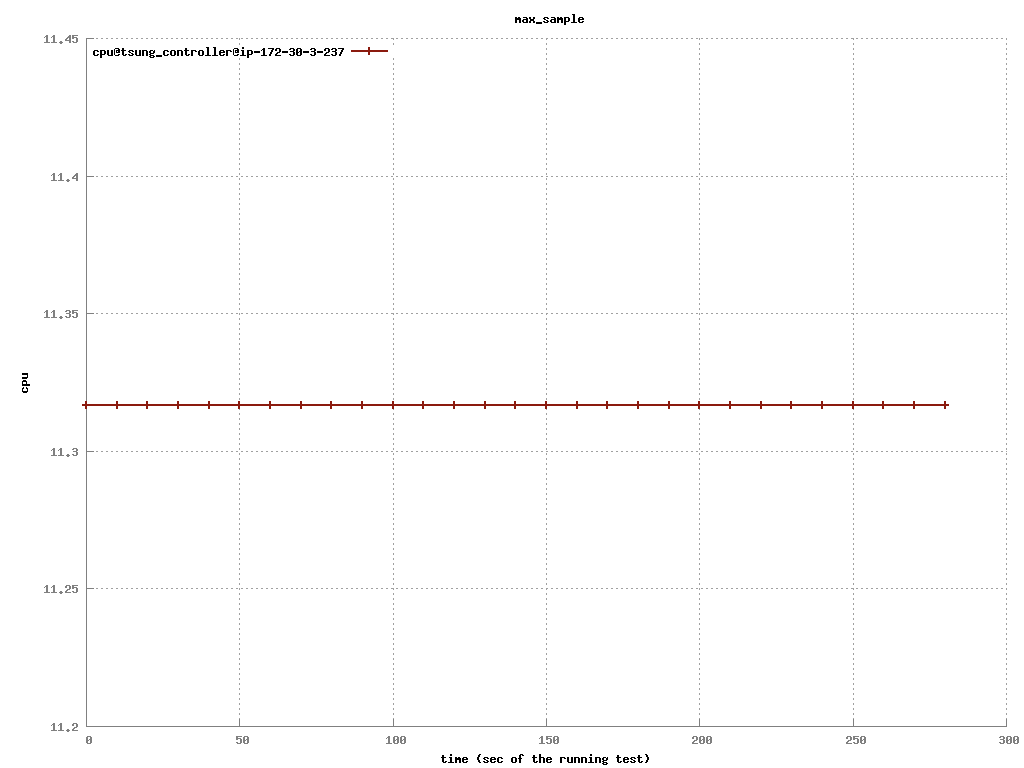 max_sample
11.45
cpu@tsung_controller@ip-172-30-3-237
11.4
11.35
cpu
11.3
11.25
11.2
0 50 100 150 200 250 300
time (sec of the running test)